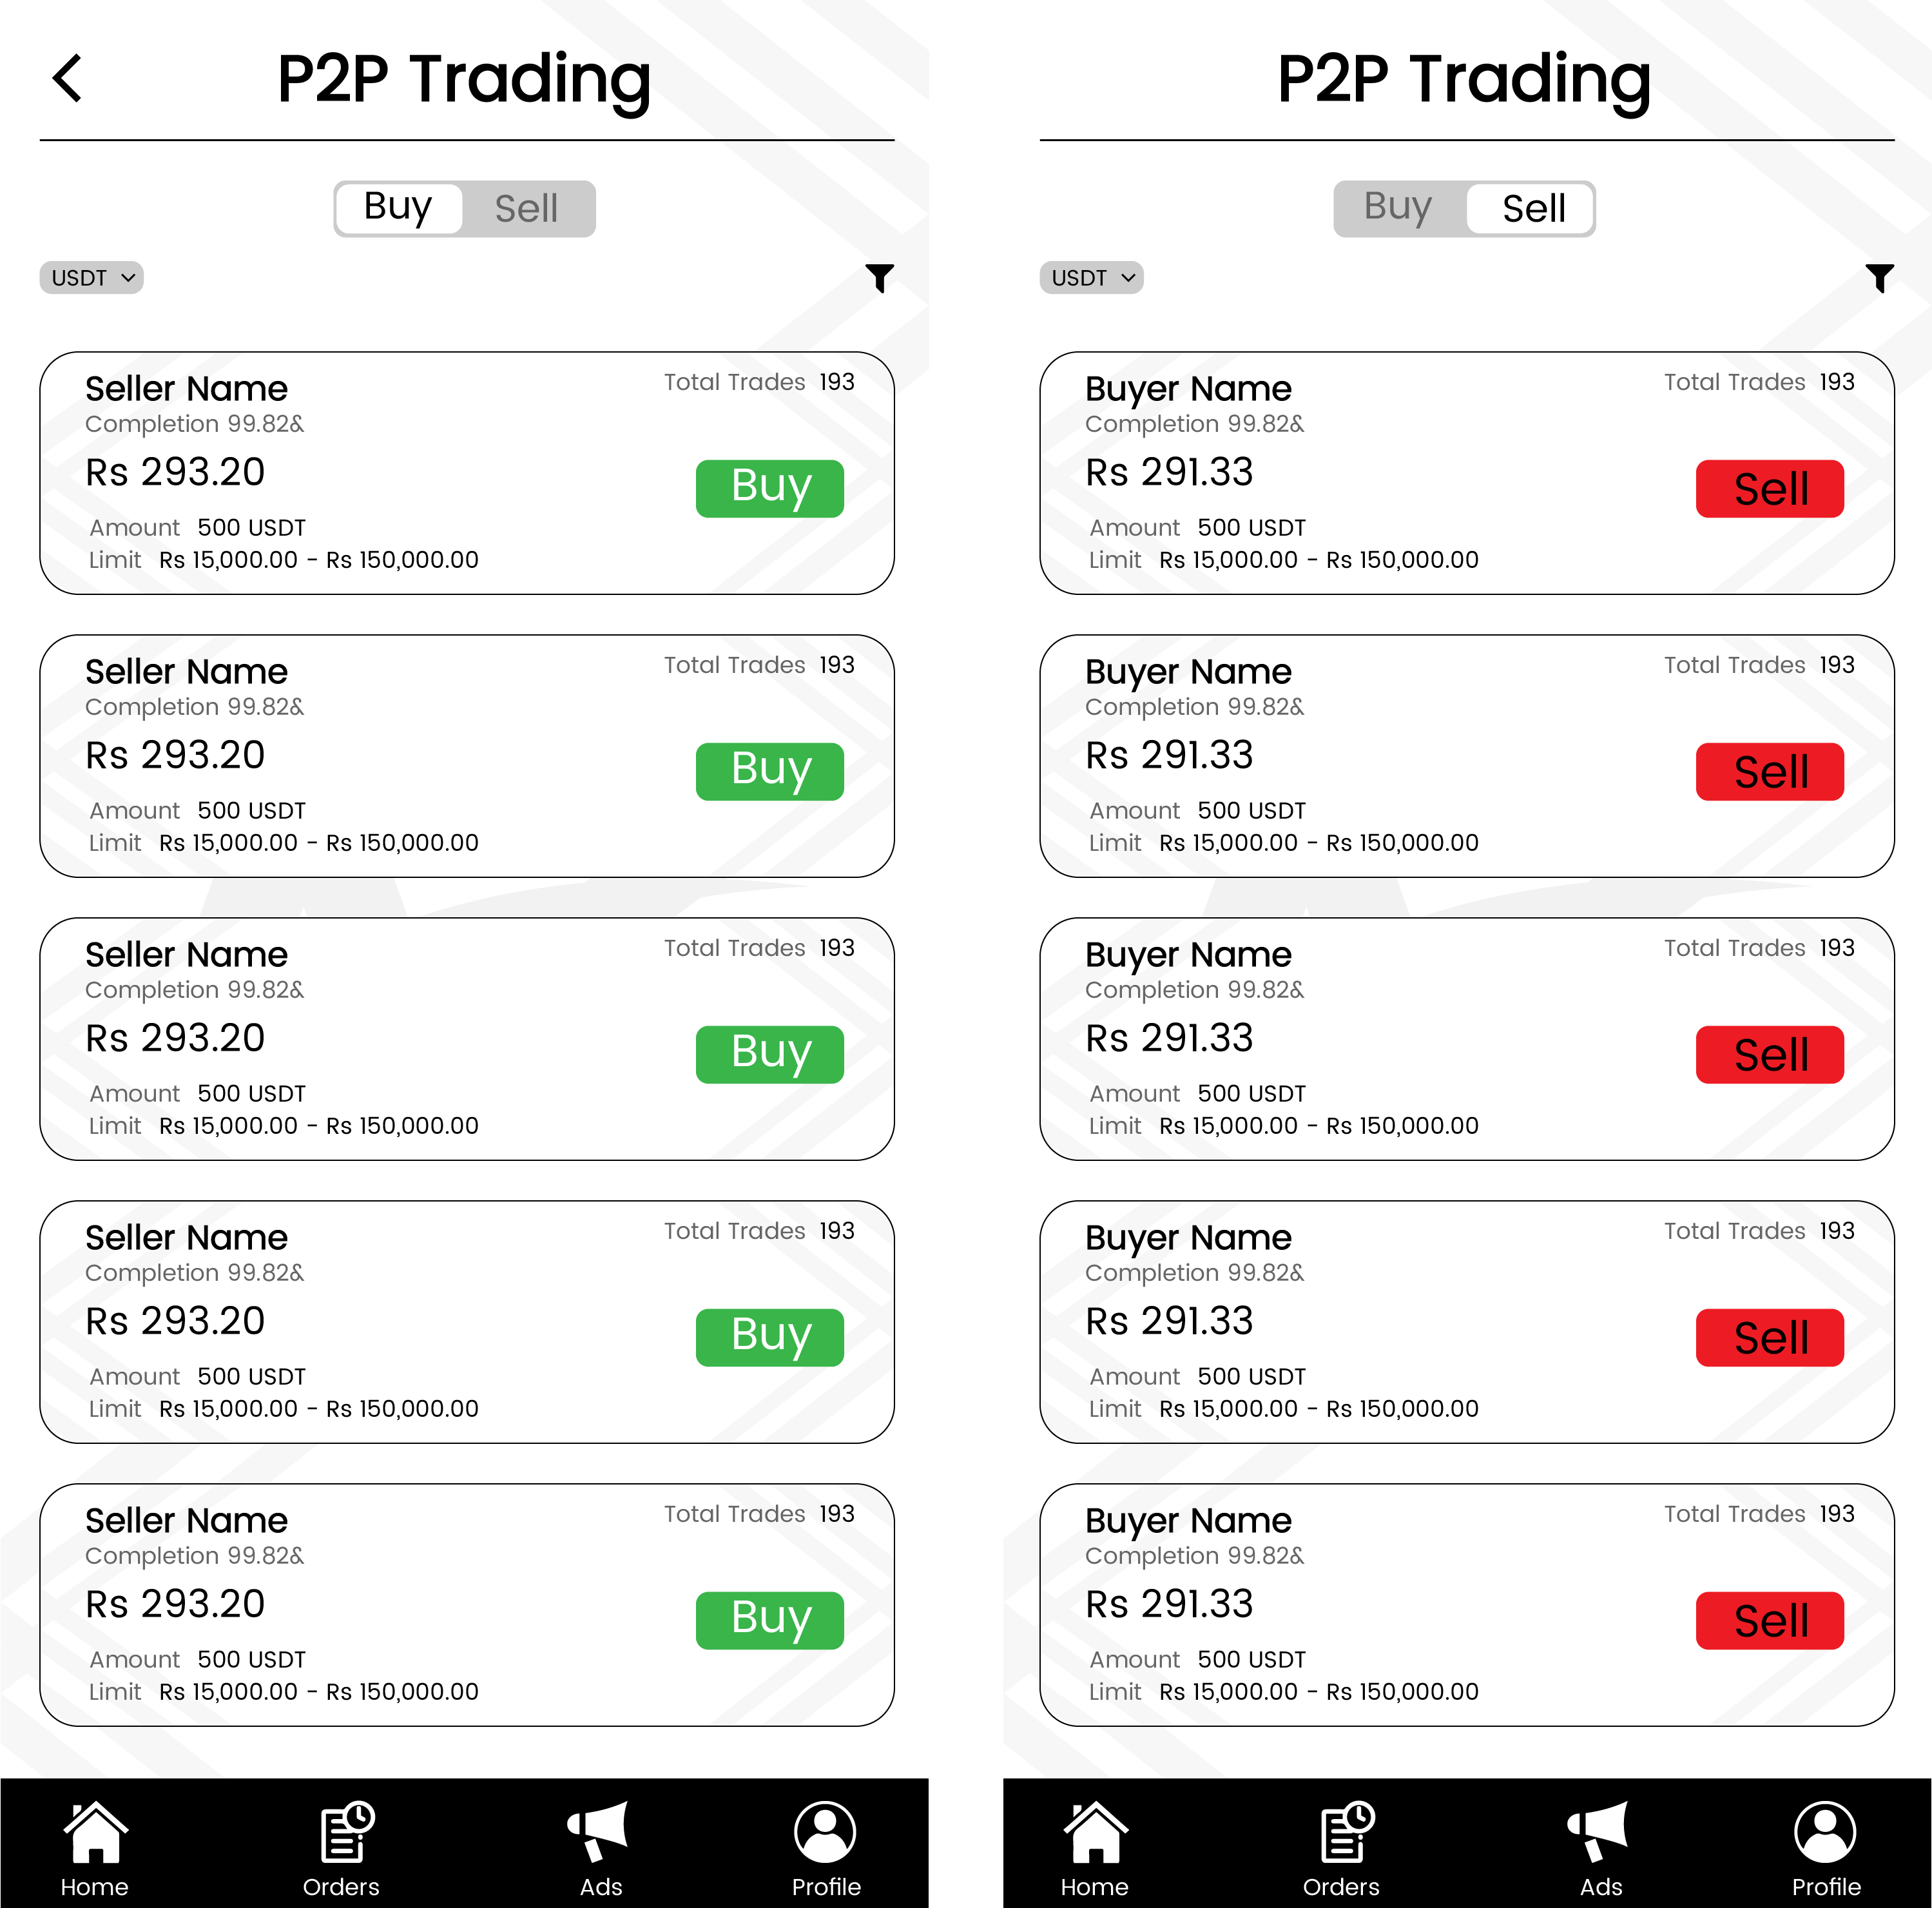 P2P Trading
Buy Sell
USDT
Seller Name Total Trades 193
Completion 99.82&
Rs 293.20
Buy
Amount 500 USDT
Limit Rs 15,000.00 - Rs 150,000.00
Seller Name Total Trades 193
Completion 99.82&
Rs 293.20
Buy
Amount 500 USDT
Limit Rs 15,000.00 - Rs 150,000.00
Seller Name Total Trades 193
Completion 99.82&
Rs 293.20
Buy
Amount 500 USDT
Limit Rs 15,000.00 - Rs 150,000.00
Seller Name Total Trades 193
Completion 99.82&
Rs 293.20
Buy
Amount 500 USDT
Limit Rs 15,000.00 - Rs 150,000.00
Seller Name Total Trades 193
Completion 99.82&
Rs 293.20
Buy
Amount 500 USDT
Limit Rs 15,000.00 - Rs 150,000.00
Home Orders Ads Profile
P2P Trading
Buy Sell
USDT
Buyer Name Total Trades 193
Completion 99.82&
Rs 291.33
Sell
Amount 500 USDT
Limit Rs 15,000.00 - Rs 150,000.00
Buyer Name Total Trades 193
Completion 99.82&
Rs 291.33
Sell
Amount 500 USDT
Limit Rs 15,000.00 - Rs 150,000.00
Buyer Name Total Trades 193
Completion 99.82&
Rs 291.33
Sell
Amount 500 USDT
Limit Rs 15,000.00 - Rs 150,000.00
Buyer Name Total Trades 193
Completion 99.82&
Rs 291.33
Sell
Amount 500 USDT
Limit Rs 15,000.00 - Rs 150,000.00
Buyer Name Total Trades 193
Completion 99.82&
Rs 291.33
Sell
Amount 500 USDT
Limit Rs 15,000.00 - Rs 150,000.00
Home Orders Ads Profile